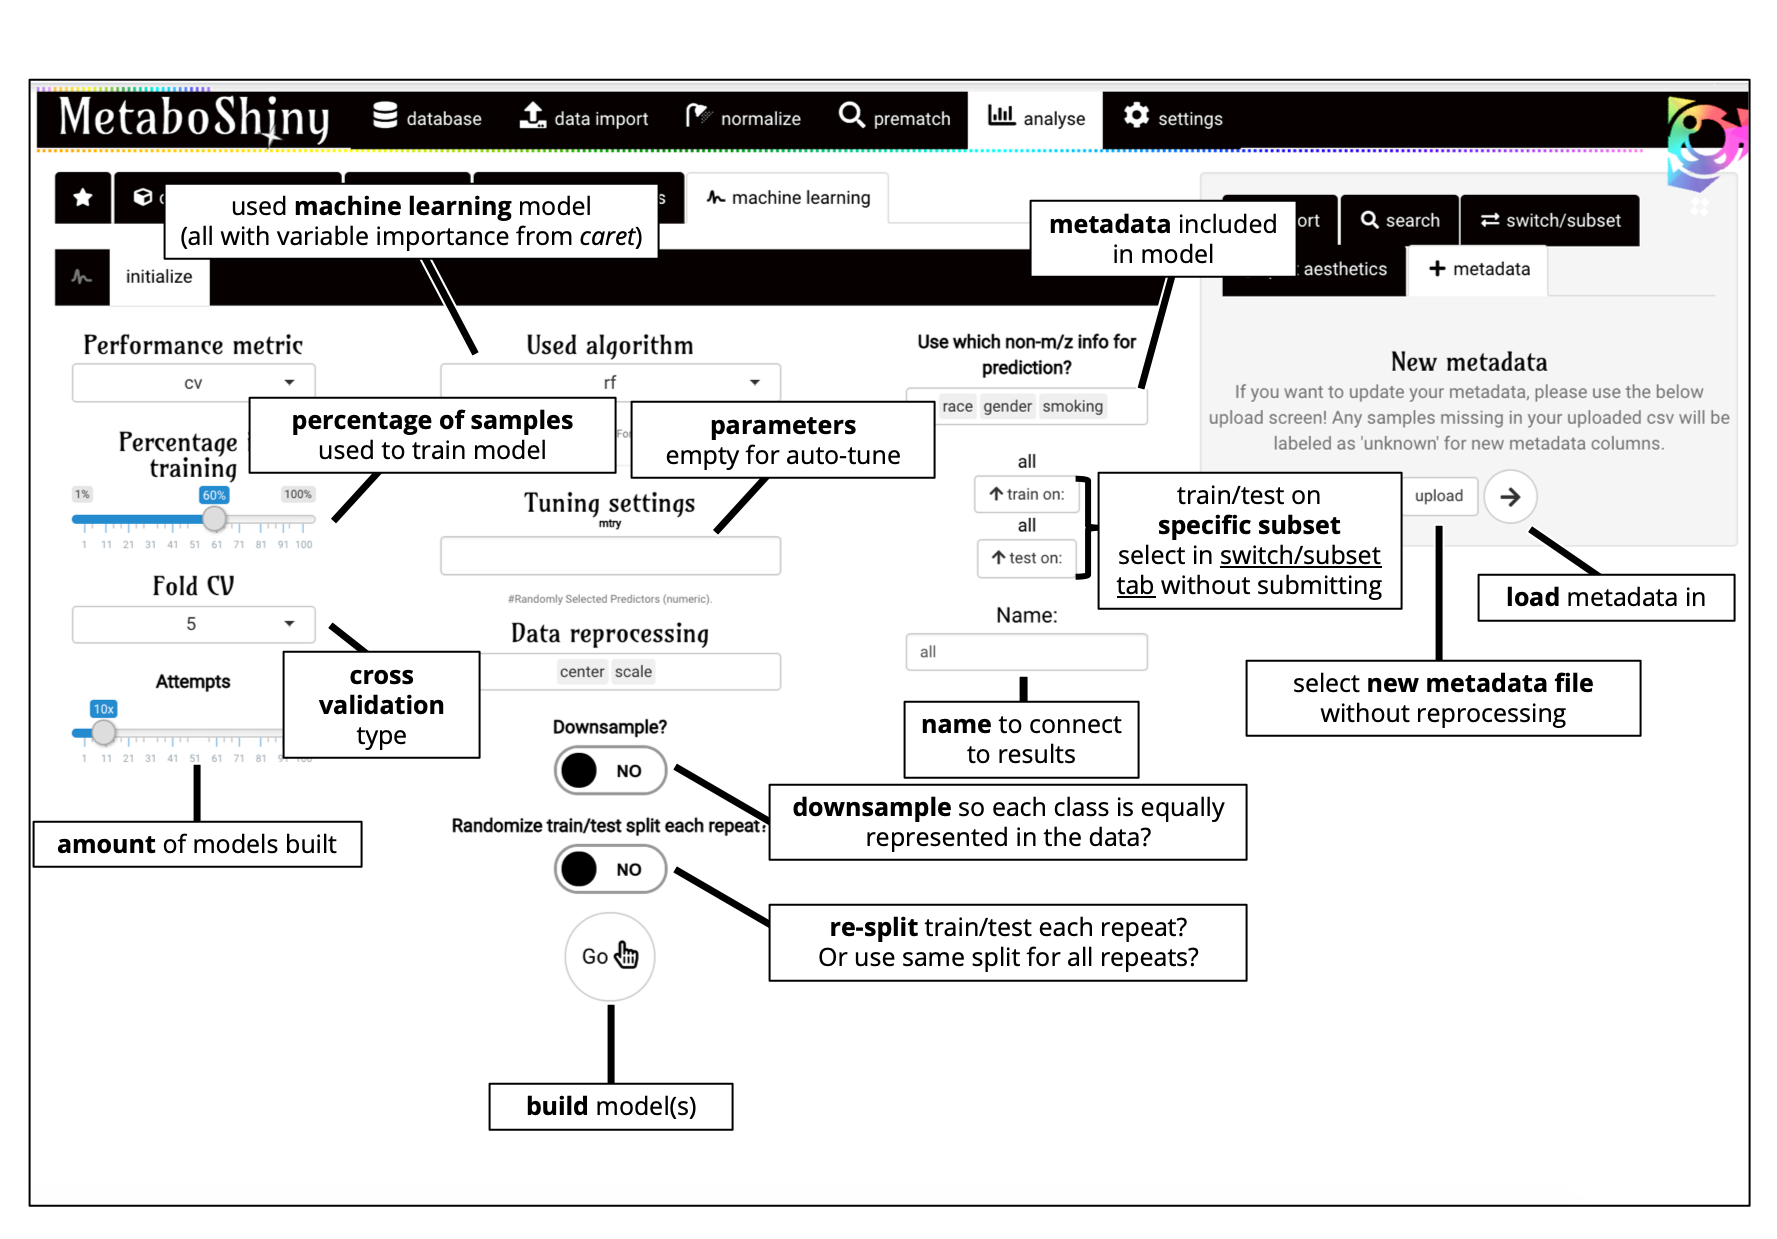 MetaboShiny
database
data import
normalize
prematch
analyse
settings
machine learning
used machine learning model
(all with variable importance from caret)
initialize
metadata included
in model
search
switch/subset
aesthetics
metadata
Performance metric
cv
Used algorithm
rf
Use which non-m/z info for
prediction?
race gender smoking
New metadata
If you want to update your metadata, please use the below
upload screen! Any samples missing in your uploaded csv will be
labeled as 'unknown' for new metadata columns.
upload
Percentage
training
1% 60% 100%
1 11 21 31 41 51 61 71 81 91 100
percentage of samples
used to train model
parameters
empty for auto-tune
Tuning settings
mtry
#Randomly Selected Predictors (numeric).
all
train on:
all
test on:
train/test on
specific subset
select in switch/subset
tab without submitting
load metadata in
select new metadata file
without reprocessing
Fold CV
5
cross
validation
type
Data reprocessing
center scale
Name:
all
name to connect
to results
Attempts
10x
1 11 21 31 41 51 61 71 81
amount of models built
Downsample?
NO
downsample so each class is equally
represented in the data?
Randomize train/test split each repeat?
NO
re-split train/test each repeat?
Or use same split for all repeats?
Go
build model(s)